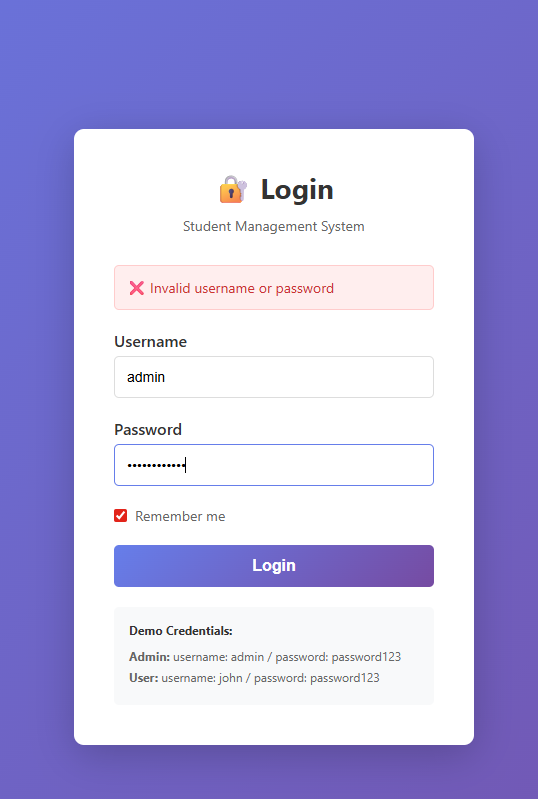 Login
Student Management System
Invalid username or password
Username
admin
Password
••••••••••••
Remember me
Login
Demo Credentials:
Admin: username: admin / password: password123
User: username: john / password: password123